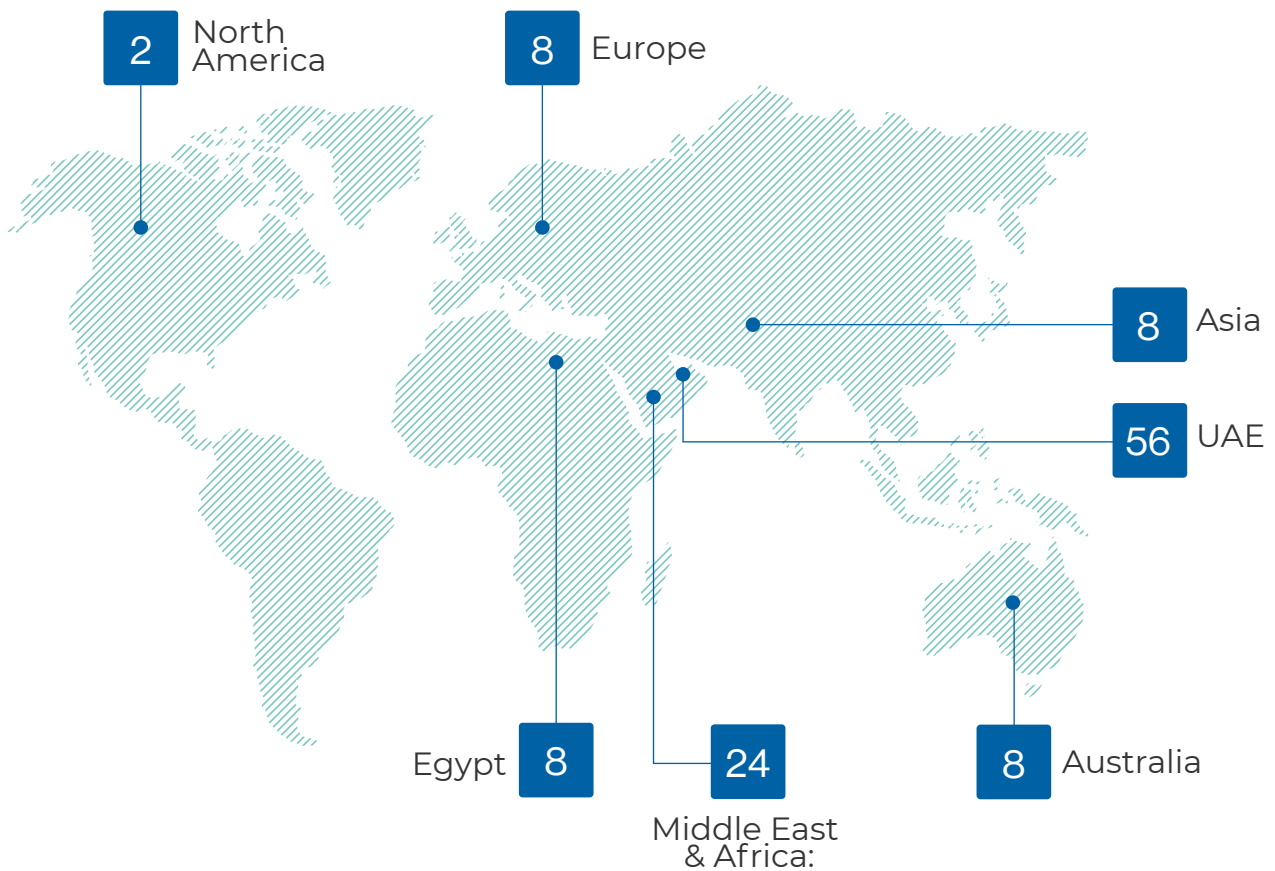 2
North
America
8
Europe
8
Asia
56
UAE
Egypt
8
24
Middle East
& Africa:
8
Australia